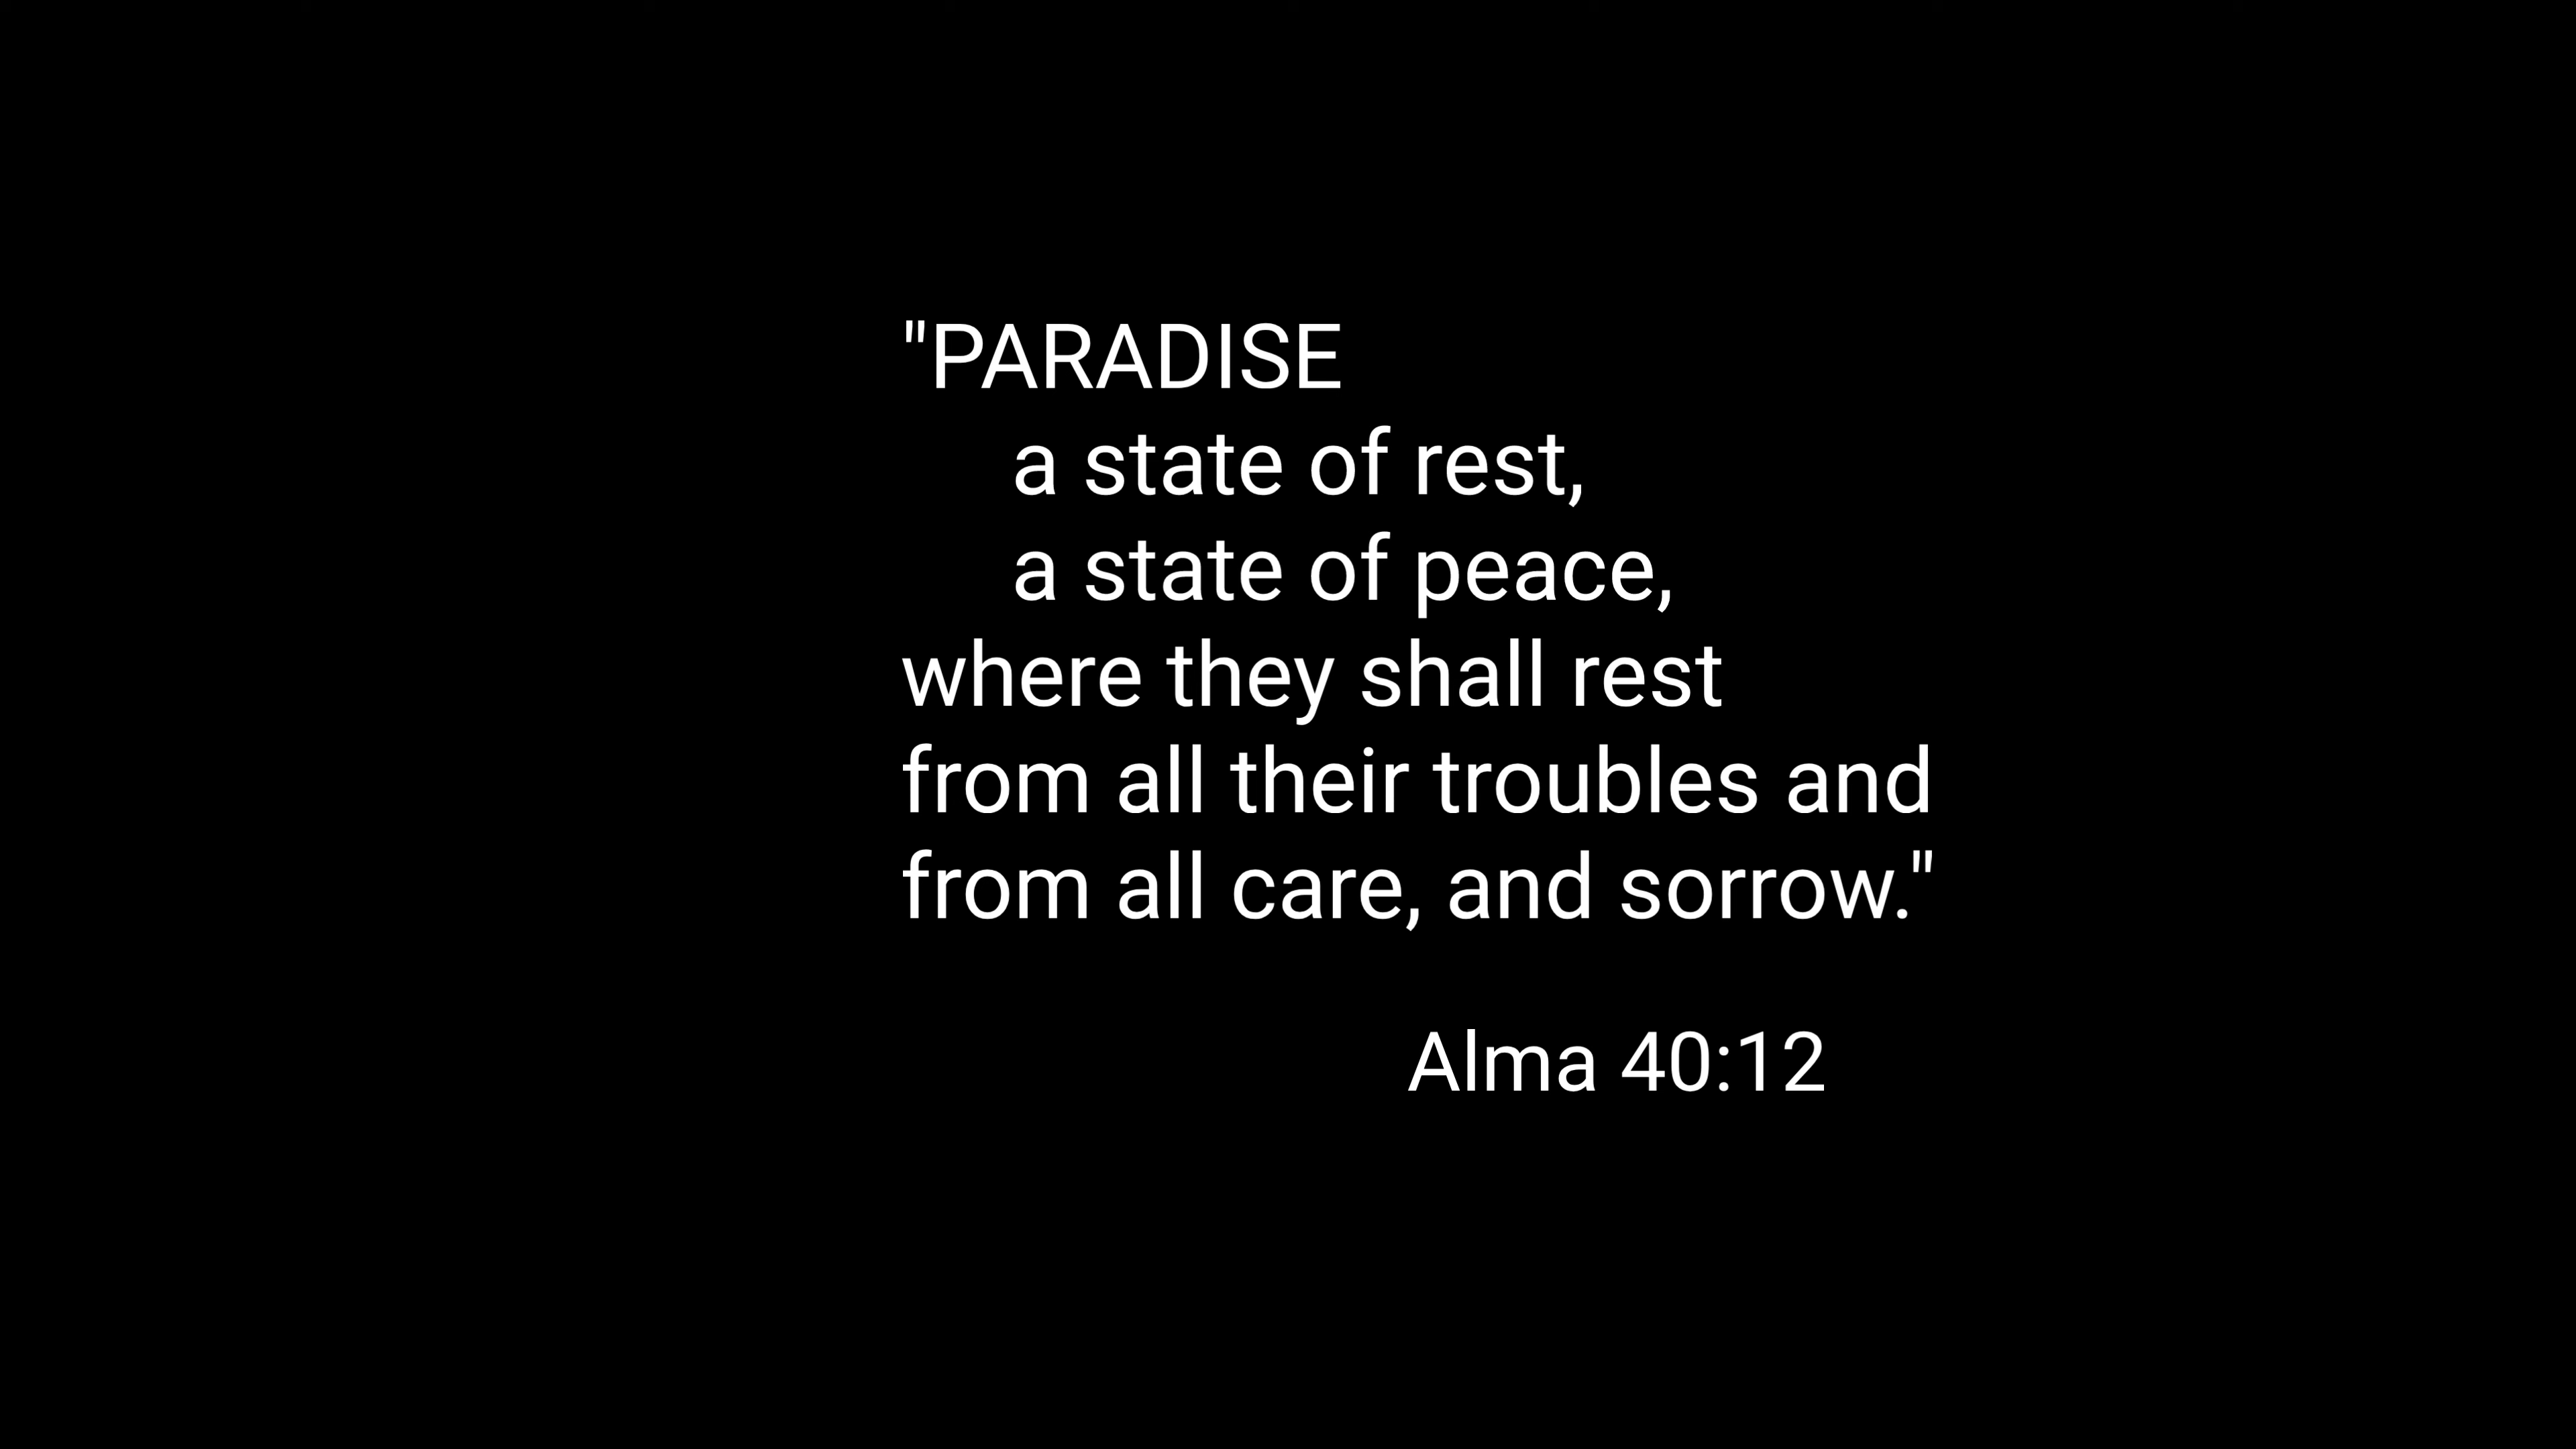 "PARADISE
a state of rest,
a state of peace,
where they shall rest
from all their troubles and
from all care, and sorrow."
Alma 40:12